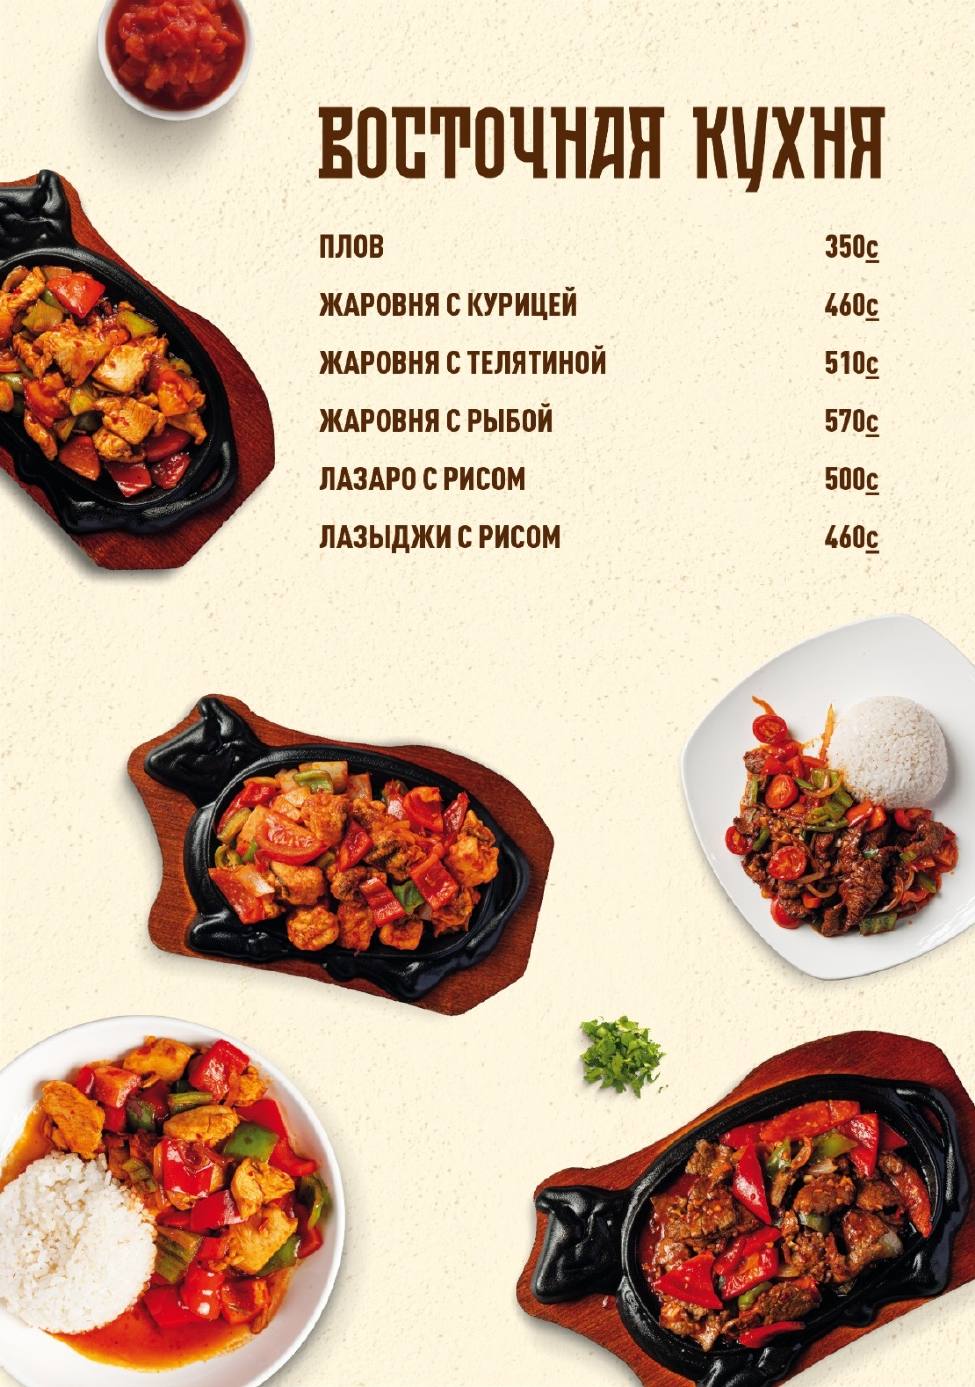 ВОСТОЧНАЯ КУХНЯ
ПЛОВ 350с
ЖАРОВНЯ С КУРИЦЕЙ 460с
ЖАРОВНЯ С ТЕЛЯТИНОЙ 510с
ЖАРОВНЯ С РЫБОЙ 570с
ЛАЗАРО С РИСОМ 500с
ЛАЗЫДЖИ С РИСОМ 460с